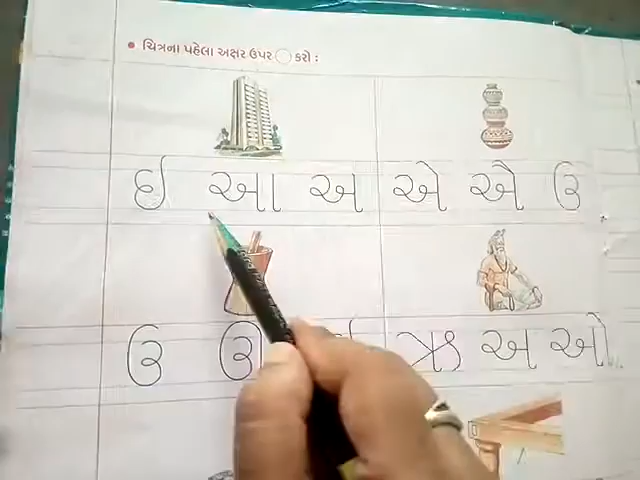 • ચિત્રના પહેલા અક્ષર ઉપર ○ કરો :
ઇ આ અ એ ઐ ઉ
ઉ ઊ ઋ અ ઓ